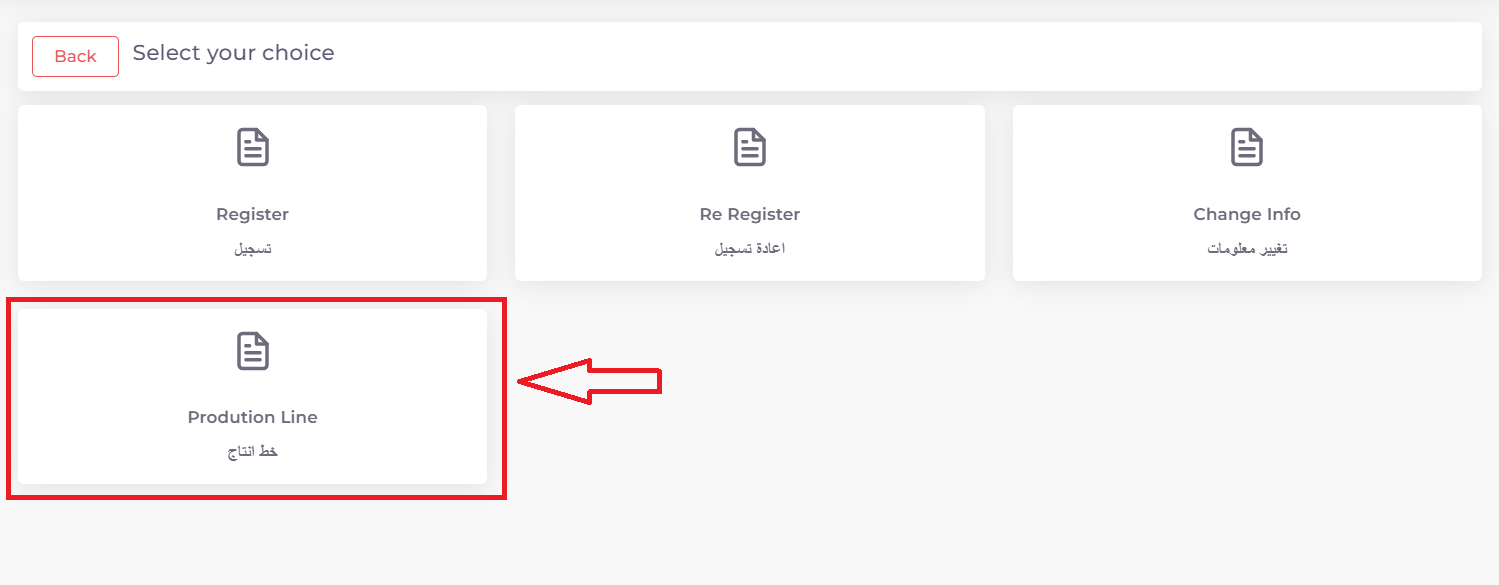 Back
Select your choice
Register
تسجيل
Re Register
اعادة تسجيل
Change Info
تغيير معلومات
Prodution Line
خط انتاج